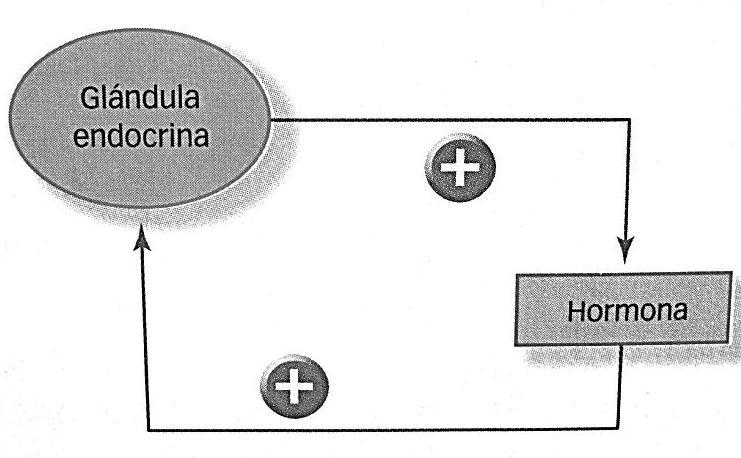 Glándula
endocrina
+
Hormona
+